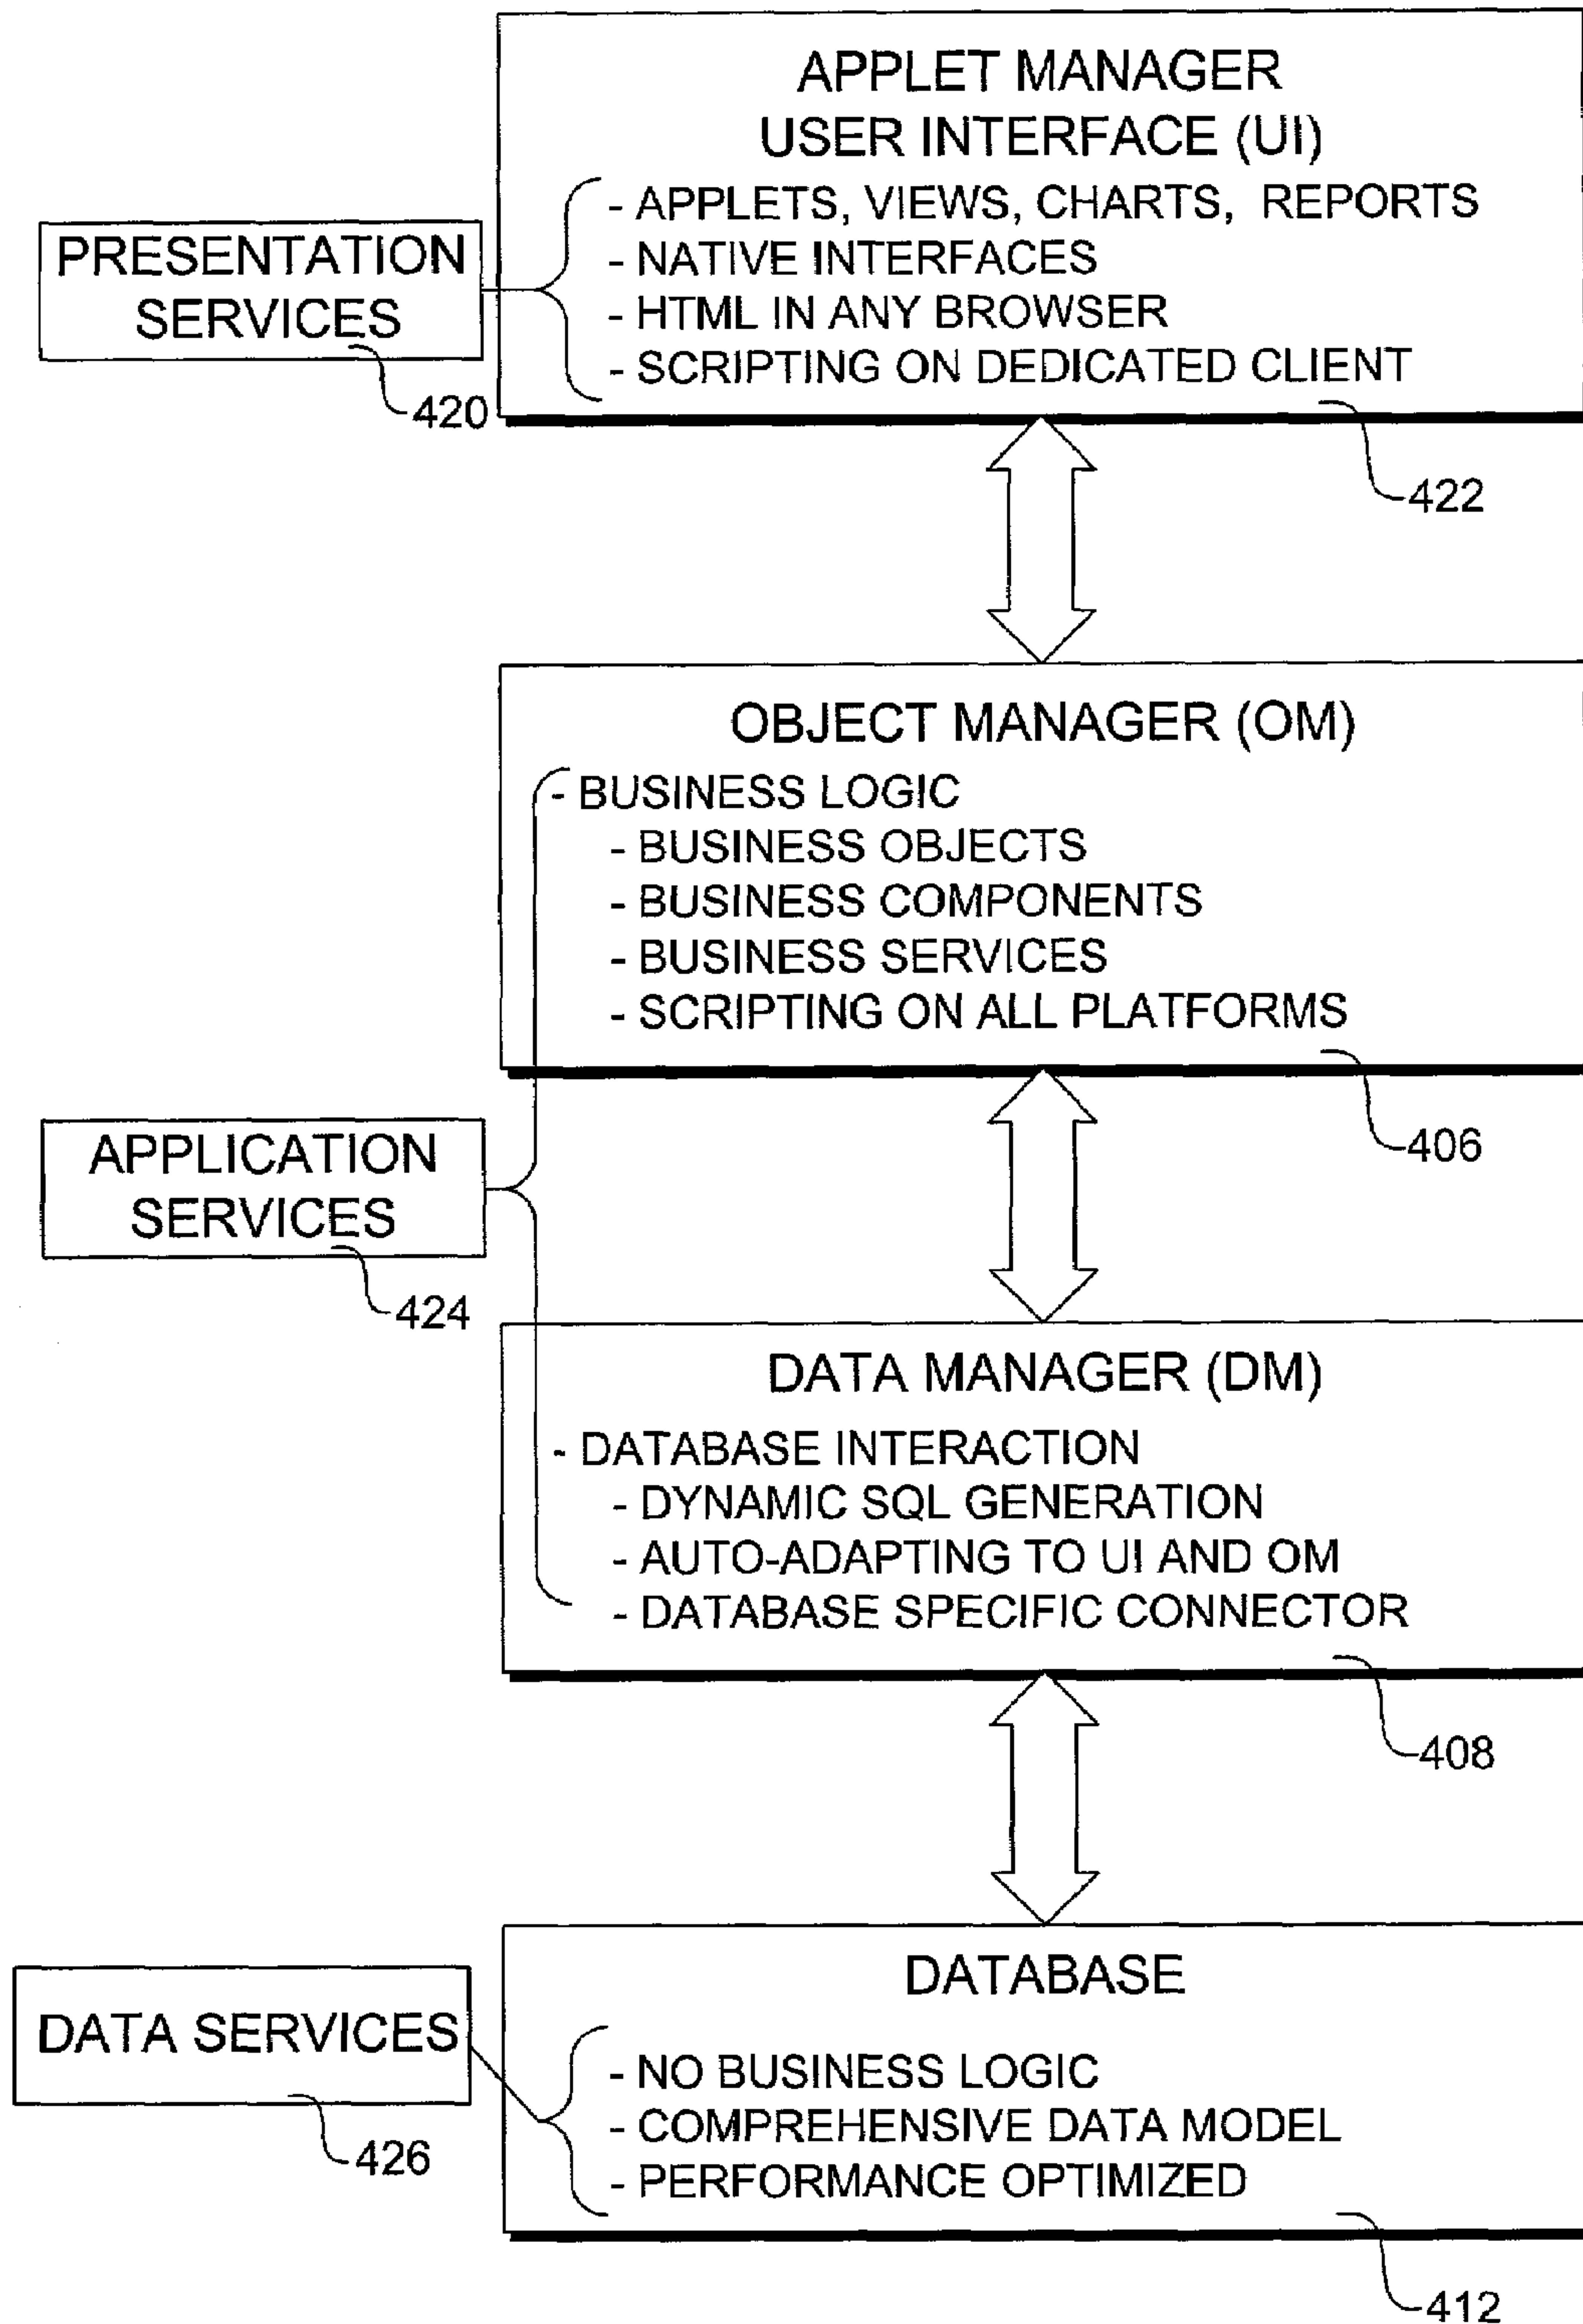 APPLET MANAGER
USER INTERFACE (UI)
- APPLETS, VIEWS, CHARTS, REPORTS
- NATIVE INTERFACES
- HTML IN ANY BROWSER
- SCRIPTING ON DEDICATED CLIENT
PRESENTATION
SERVICES
420
422
OBJECT MANAGER (OM)
- BUSINESS LOGIC
- BUSINESS OBJECTS
- BUSINESS COMPONENTS
- BUSINESS SERVICES
- SCRIPTING ON ALL PLATFORMS
406
APPLICATION
SERVICES
424
DATA MANAGER (DM)
- DATABASE INTERACTION
- DYNAMIC SQL GENERATION
- AUTO-ADAPTING TO UI AND OM
- DATABASE SPECIFIC CONNECTOR
408
DATABASE
DATA SERVICES
- NO BUSINESS LOGIC
- COMPREHENSIVE DATA MODEL
- PERFORMANCE OPTIMIZED
426
412